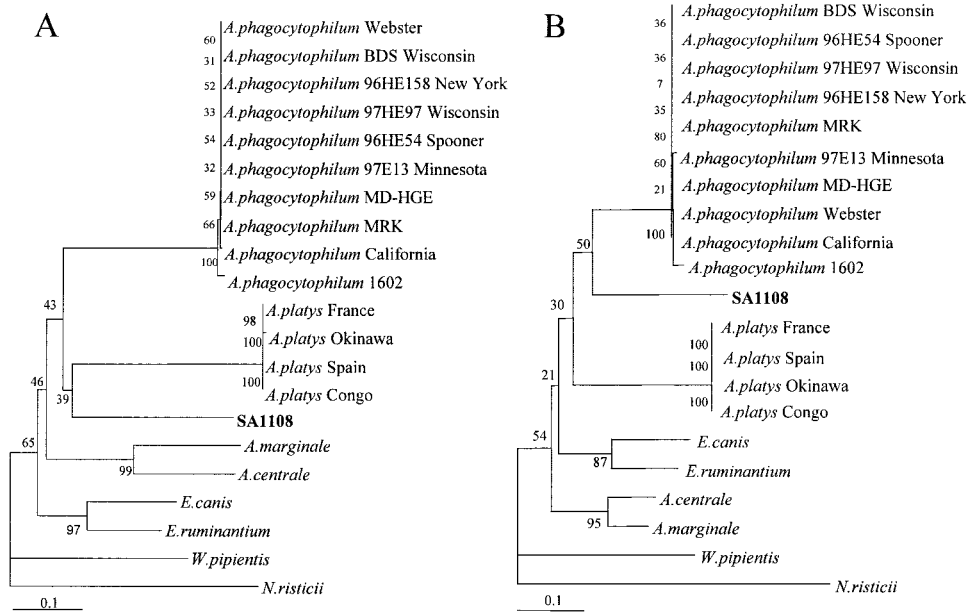 A
60
A.phagocytophilum Webster
31
A.phagocytophilum BDS Wisconsin
52
A.phagocytophilum 96HE158 New York
33
A.phagocytophilum 97HE97 Wisconsin
54
A.phagocytophilum 96HE54 Spooner
32
A.phagocytophilum 97E13 Minnesota
59
A.phagocytophilum MD-HGE
66
A.phagocytophilum MRK
100
A.phagocytophilum California
A.phagocytophilum 1602
43
98
A.platys France
100
A.platys Okinawa
A.platys Spain
100
A.platys Congo
46
39
SA1108
65
A.marginale
99
A.centrale
E.canis
97
E.ruminantium
W.pipientis
N.risticii
0.1
B
36
A.phagocytophilum BDS Wisconsin
36
A.phagocytophilum 96HE54 Spooner
36
A.phagocytophilum 97HE97 Wisconsin
7
A.phagocytophilum 96HE158 New York
35
A.phagocytophilum MRK
80
A.phagocytophilum 97E13 Minnesota
60
A.phagocytophilum MD-HGE
21
A.phagocytophilum Webster
100
A.phagocytophilum California
A.phagocytophilum 1602
50
SA1108
30
A.platys France
100
A.platys Spain
100
A.platys Okinawa
100
A.platys Congo
21
E.canis
87
E.ruminantium
54
A.centrale
95
A.marginale
W.pipientis
N.risticii
0.1